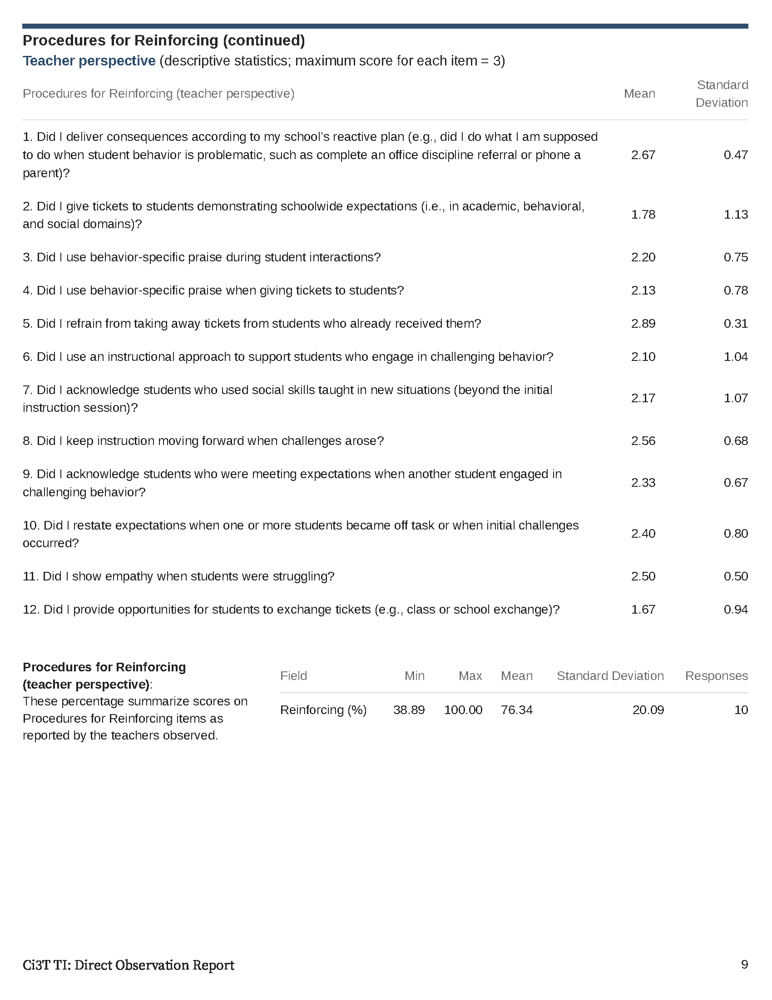 Procedures for Reinforcing (continued)
Teacher perspective (descriptive statistics; maximum score for each item = 3)
Procedures for Reinforcing (teacher perspective) Mean Standard Deviation
1. Did I deliver consequences according to my school’s reactive plan (e.g., did I do what I am supposed
to do when student behavior is problematic, such as complete an office discipline referral or phone a
parent)?
2.67 0.47
2. Did I give tickets to students demonstrating schoolwide expectations (i.e., in academic, behavioral,
and social domains)?
1.78 1.13
3. Did I use behavior-specific praise during student interactions? 2.20 0.75
4. Did I use behavior-specific praise when giving tickets to students? 2.13 0.78
5. Did I refrain from taking away tickets from students who already received them? 2.89 0.31
6. Did I use an instructional approach to support students who engage in challenging behavior? 2.10 1.04
7. Did I acknowledge students who used social skills taught in new situations (beyond the initial
instruction session)?
2.17 1.07
8. Did I keep instruction moving forward when challenges arose? 2.56 0.68
9. Did I acknowledge students who were meeting expectations when another student engaged in
challenging behavior?
2.33 0.67
10. Did I restate expectations when one or more students became off task or when initial challenges
occurred?
2.40 0.80
11. Did I show empathy when students were struggling? 2.50 0.50
12. Did I provide opportunities for students to exchange tickets (e.g., class or school exchange)? 1.67 0.94
Procedures for Reinforcing
(teacher perspective):
These percentage summarize scores on
Procedures for Reinforcing items as
reported by the teachers observed.
Field Min Max Mean Standard Deviation Responses
Reinforcing (%) 38.89 100.00 76.34 20.09 10
Ci3T TI: Direct Observation Report 9